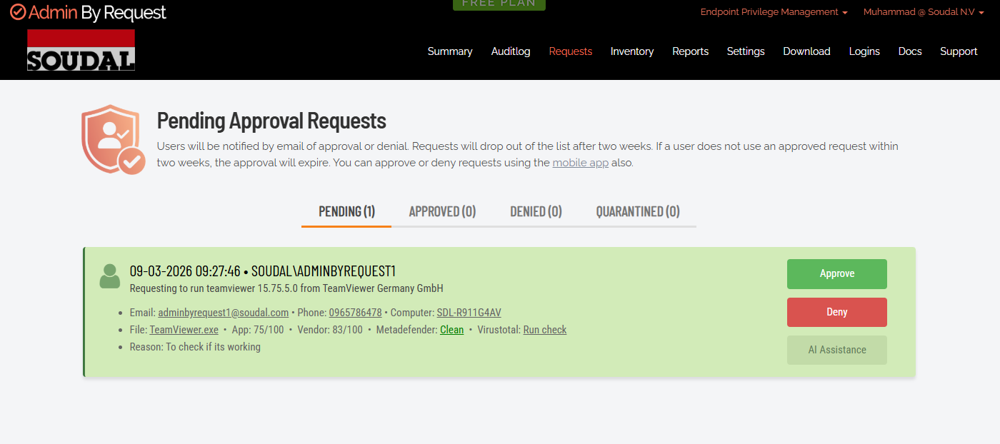 FREE PLAN
Admin By Request
Endpoint Privilege Management
Muhammad @ Soudal N.V
SOUDAL
Summary
Auditlog
Requests
Inventory
Reports
Settings
Download
Logins
Docs
Support
Pending Approval Requests
Users will be notified by email of approval or denial. Requests will drop out of the list after two weeks. If a user does not use an approved request within
two weeks, the approval will expire. You can approve or deny requests using the mobile app also.
PENDING (1)
APPROVED (0)
DENIED (0)
QUARANTINED (0)
09-03-2026 09:27:46 • SOUDAL\ADMINBYREQUEST1
Requesting to run teamviewer 15.75.5.0 from TeamViewer Germany GmbH
• Email: adminbyrequest1@soudal.com • Phone: 0965786478 • Computer: SDL-R911G4AV
• File: TeamViewer.exe • App: 75/100 • Vendor: 83/100 • Metadefender: Clean • Virustotal: Run check
• Reason: To check if its working
Approve
Deny
AI Assistance